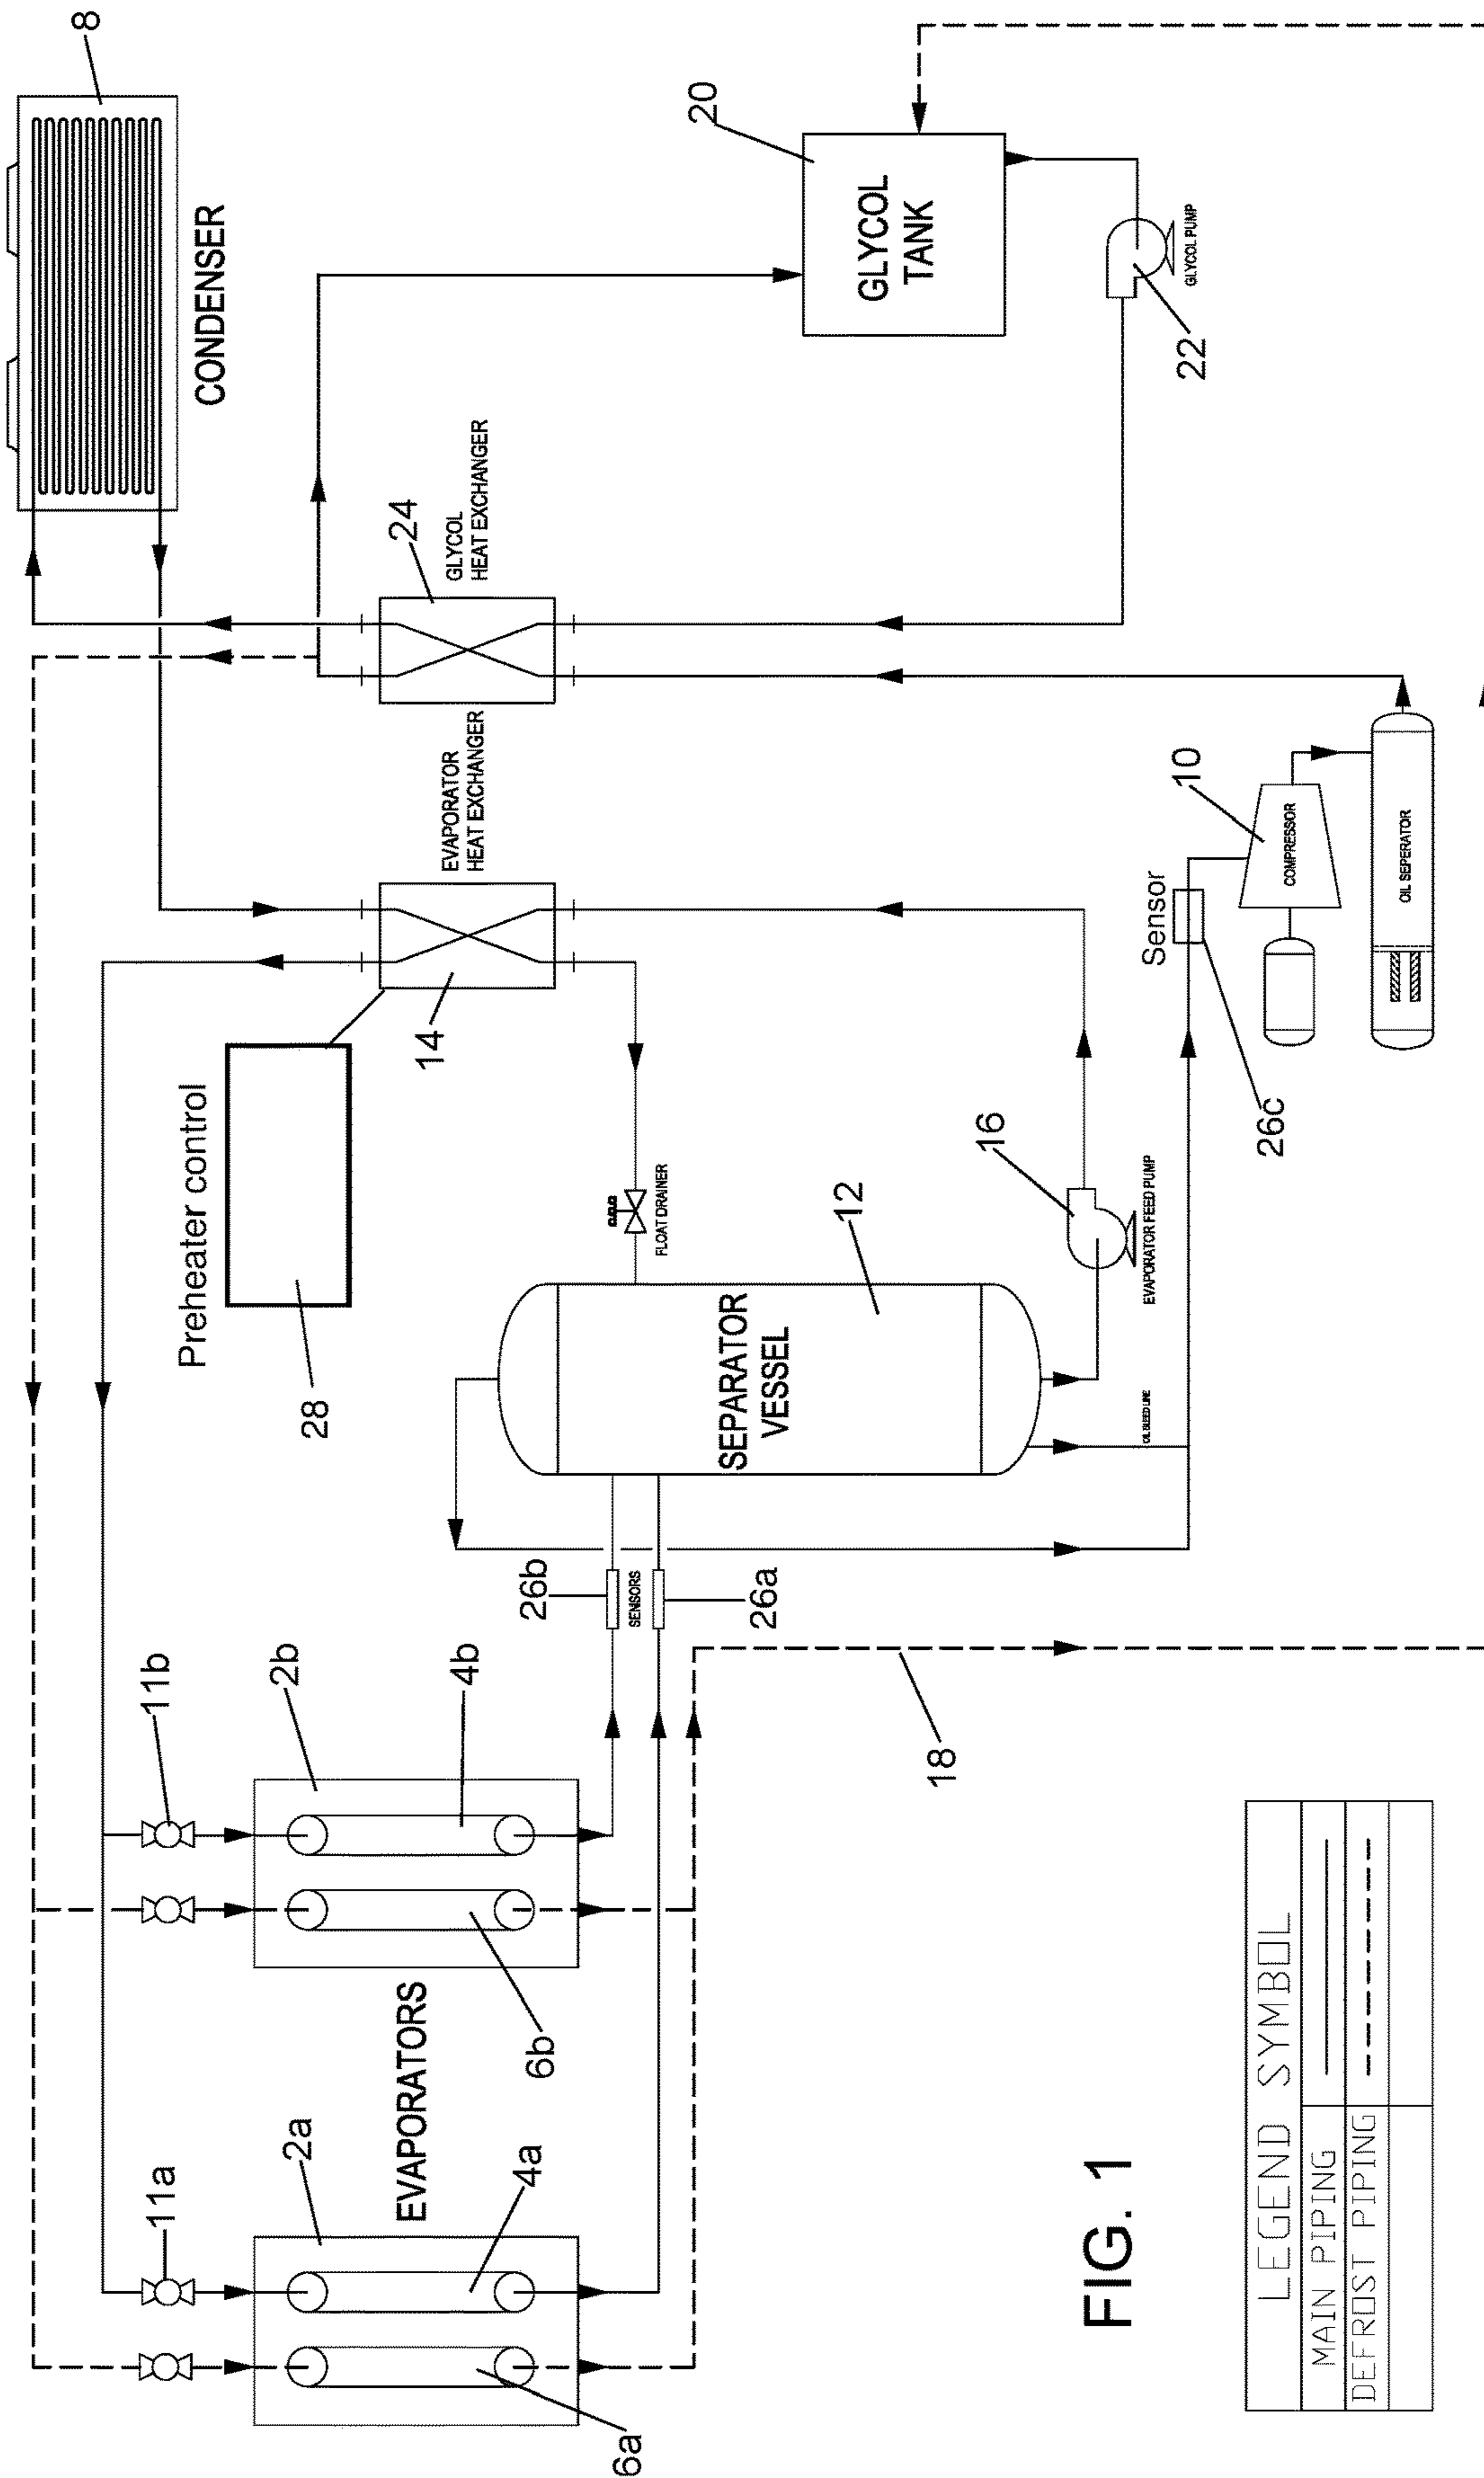 8
CONDENSER
20
GLYCOL
TANK
GLYCOL PUMP
22
24
GLYCOL
HEAT EXCHANGER
EVAPORATOR
HEAT EXCHANGER
14
Preheater control
28
10
COMPRESSOR
OIL SEPERATOR
Sensor
26c
16
EVAPORATOR FEED PUMP
FLOAT DRAINER
12
SEPARATOR
VESSEL
OIL BLEED LINE
26b
SENSORS
26a
11b
2b
4b
6b
18
EVAPORATORS
11a
2a
4a
6a
FIG. 1
LEGEND SYMBOL
MAIN PIPING
DEFROST PIPING